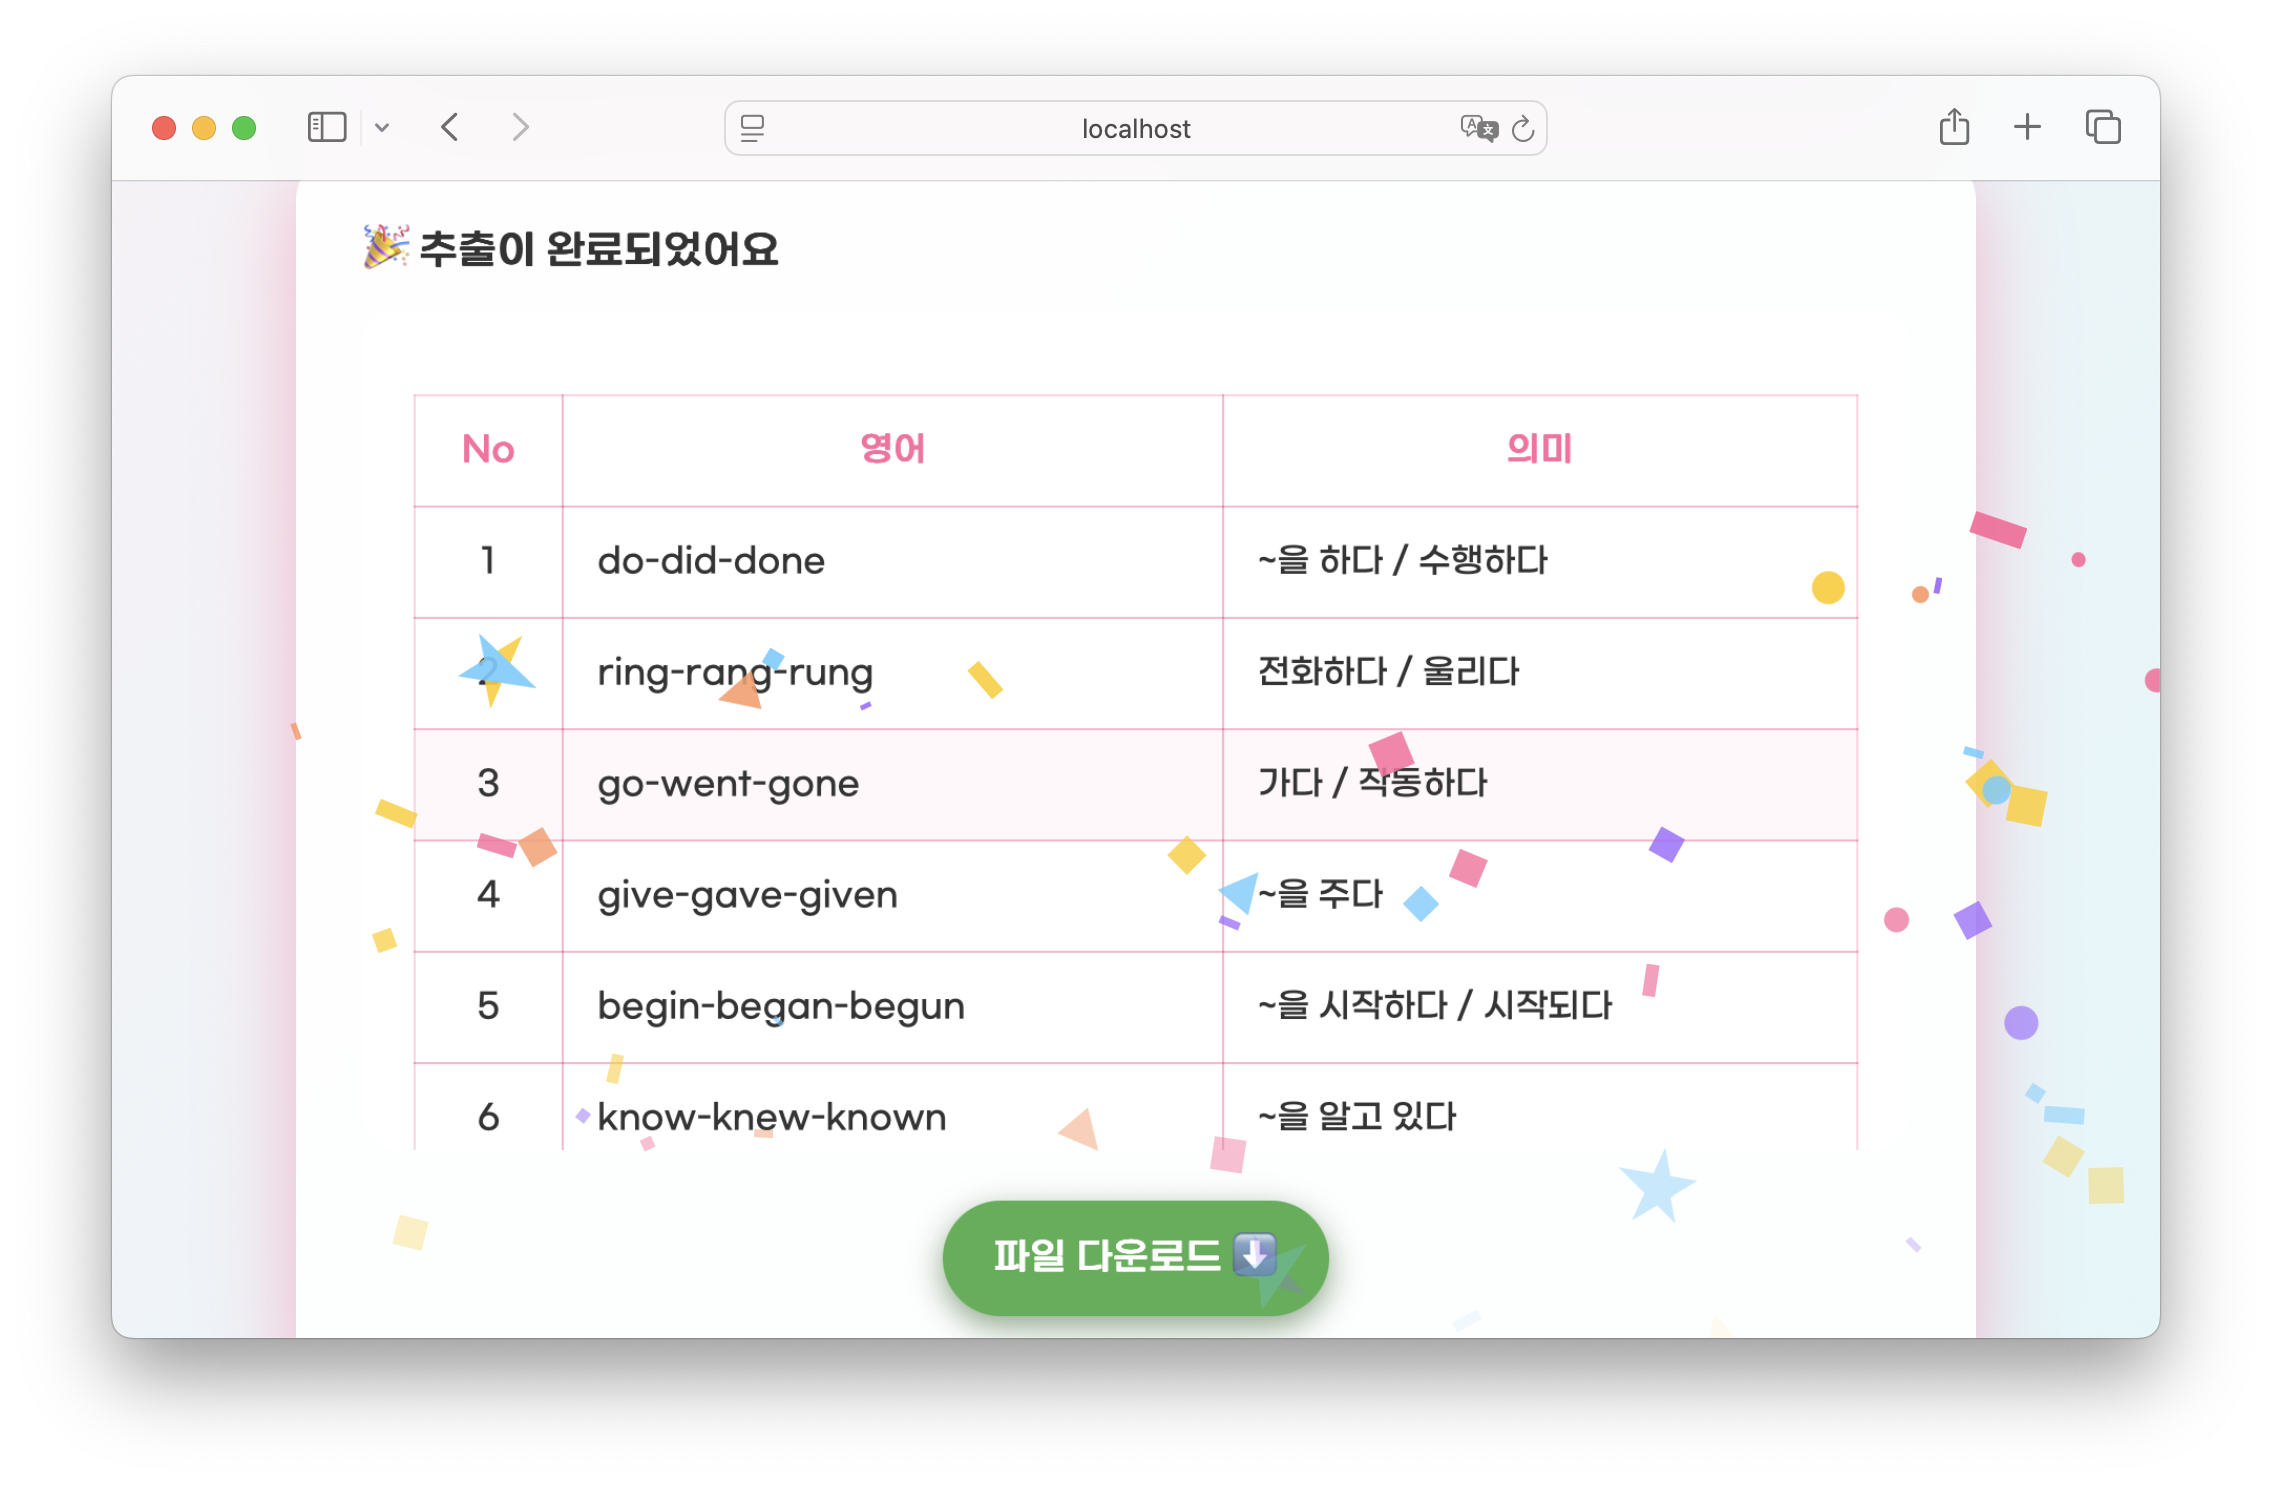 localhost
🎉 추출이 완료되었어요
No 영어 의미
1 do-did-done ~을 하다 / 수행하다
2 ring-rang-rung 전화하다 / 울리다
3 go-went-gone 가다 / 작동하다
4 give-gave-given ~을 주다
5 begin-began-begun ~을 시작하다 / 시작되다
6 know-knew-known ~을 알고 있다
파일 다운로드 ⬇️